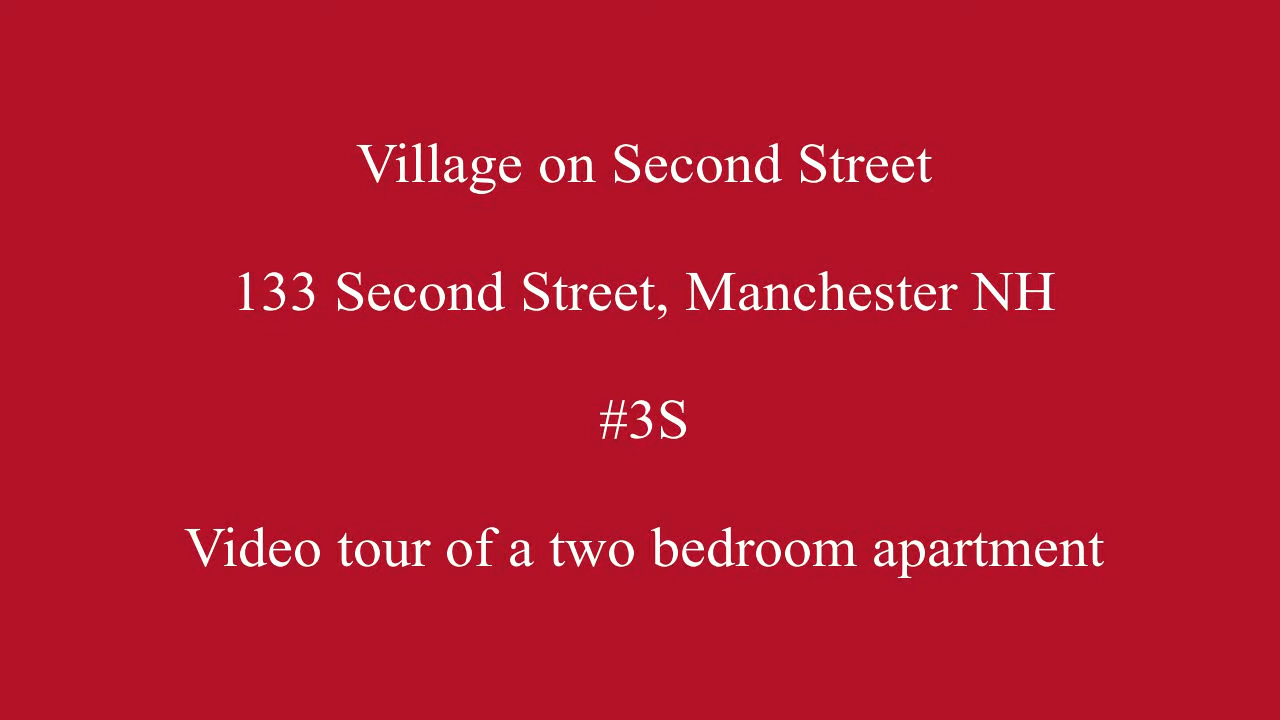 Village on Second Street
133 Second Street, Manchester NH
#3S
Video tour of a two bedroom apartment